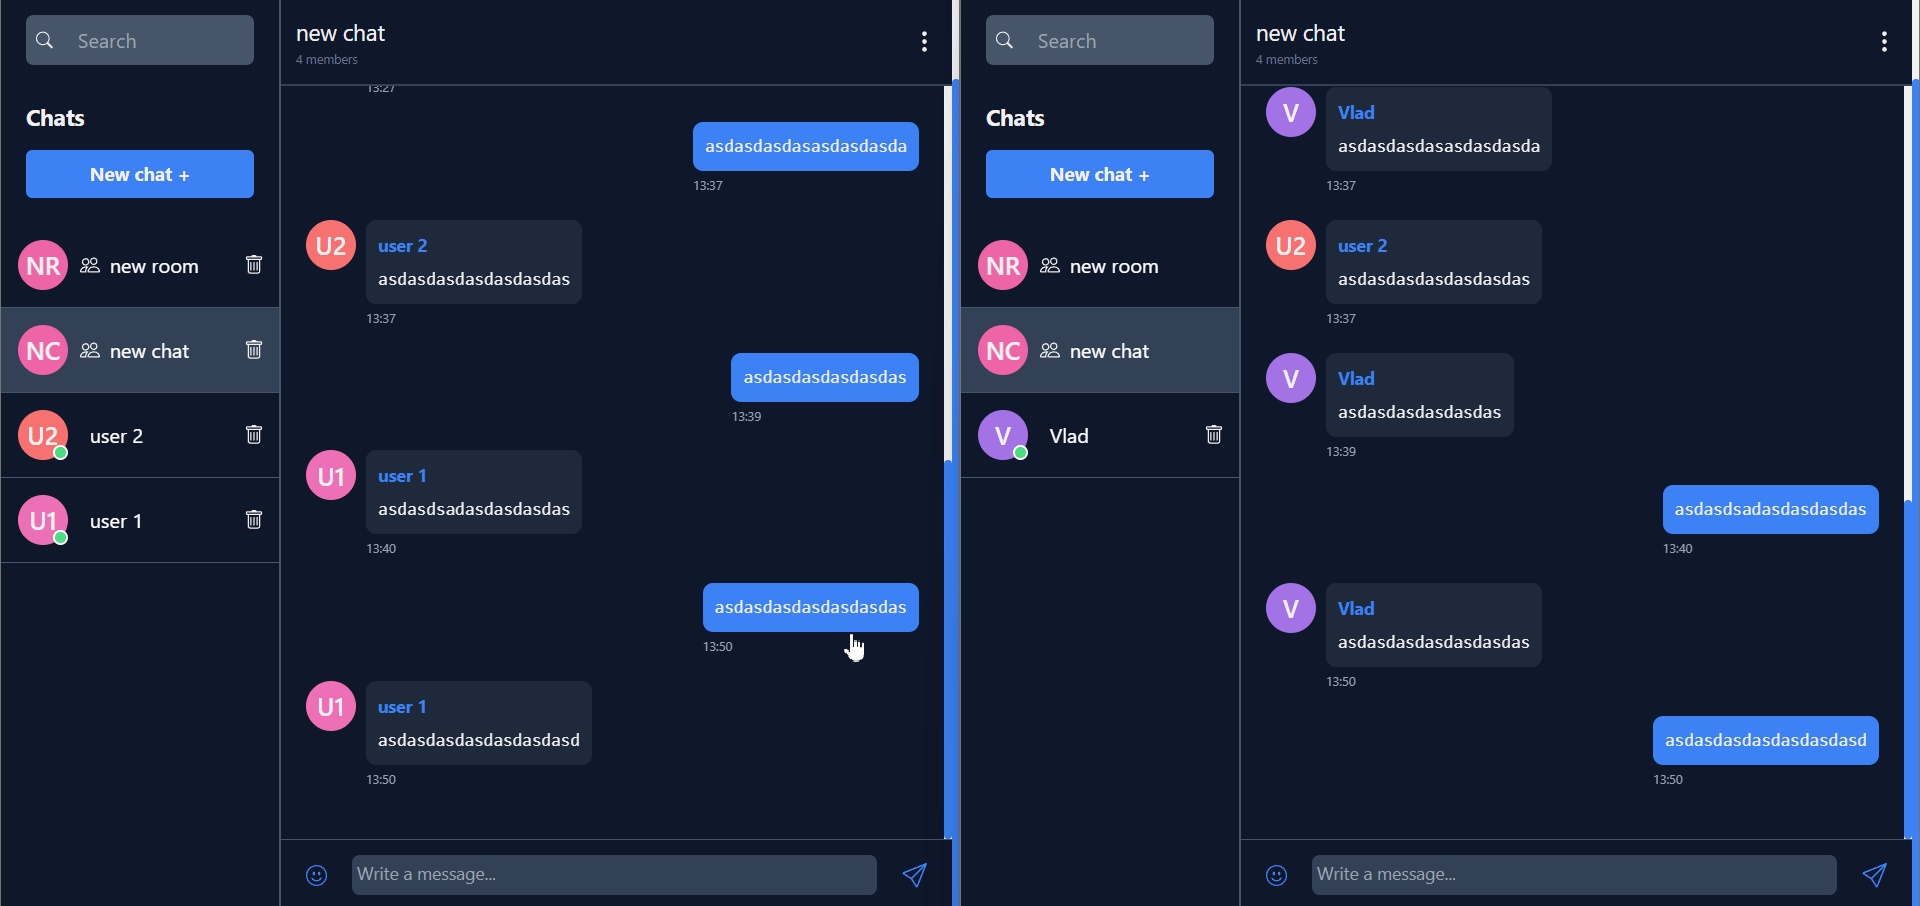 Search
Chats
New chat +
NR new room
NC new chat
U2 user 2
U1 user 1
new chat
4 members
13:27
asdasdasdasasdasdasda
13:37
U2 user 2
asdasdasdasdasdasdas
13:37
asdasdasdasdasdas
13:39
U1 user 1
asdasdsadasdasdasdas
13:40
asdasdasdasdasdasdas
13:50
U1 user 1
asdasdasdasdasdasdasd
13:50
Write a message...
Search
Chats
New chat +
NR new room
NC new chat
V Vlad
new chat
4 members
V Vlad
asdasdasdasasdasdasda
13:37
U2 user 2
asdasdasdasdasdasdas
13:37
V Vlad
asdasdasdasdasdas
13:39
asdasdsadasdasdasdas
13:40
V Vlad
asdasdasdasdasdasdas
13:50
asdasdasdasdasdasdasd
13:50
Write a message...